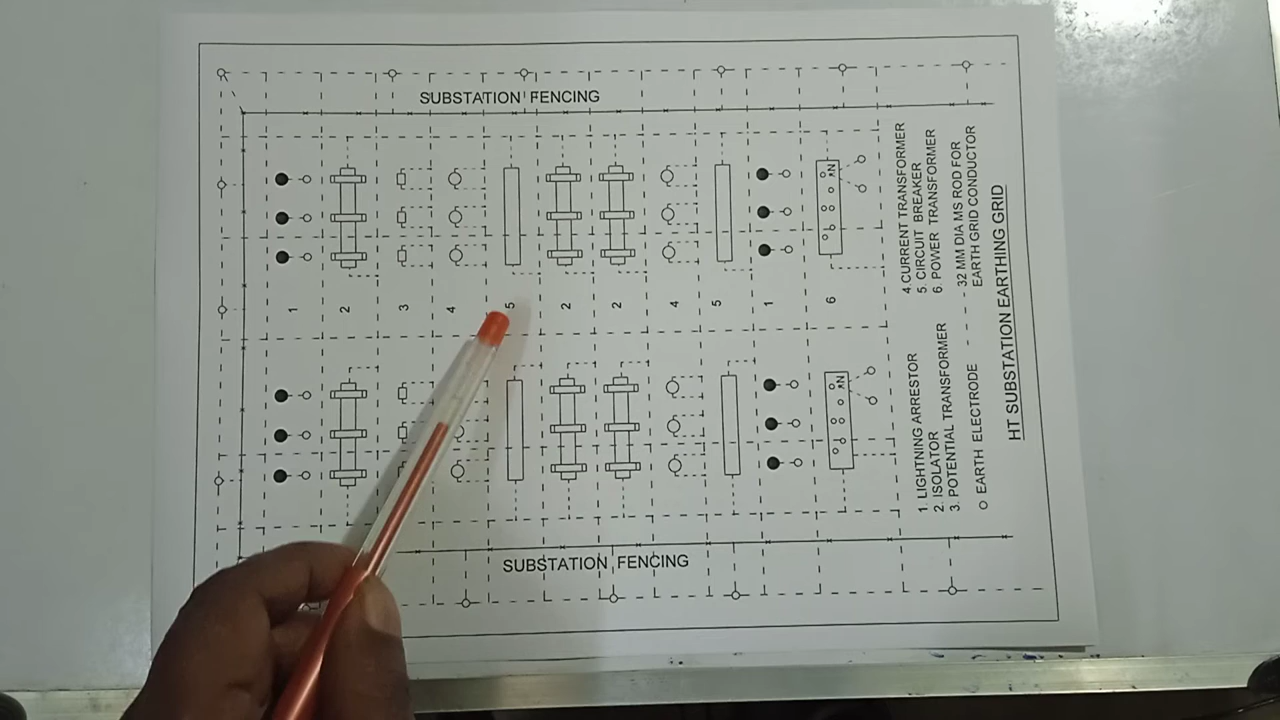 SUBSTATION FENCING
1
2
3
4
5
2
2
4
5
1
6
N
N
SUBSTATION FENCING
1. LIGHTNING ARRESTOR
2. ISOLATOR
3. POTENTIAL TRANSFORMER
4.CURRENT TRANSFORMER
5. CIRCUIT BREAKER
6. POWER TRANSFORMER
EARTH ELECTRODE
32 MM DIA MS ROD FOR
EARTH GRID CONDUCTOR
HT SUBSTATION EARTHING GRID